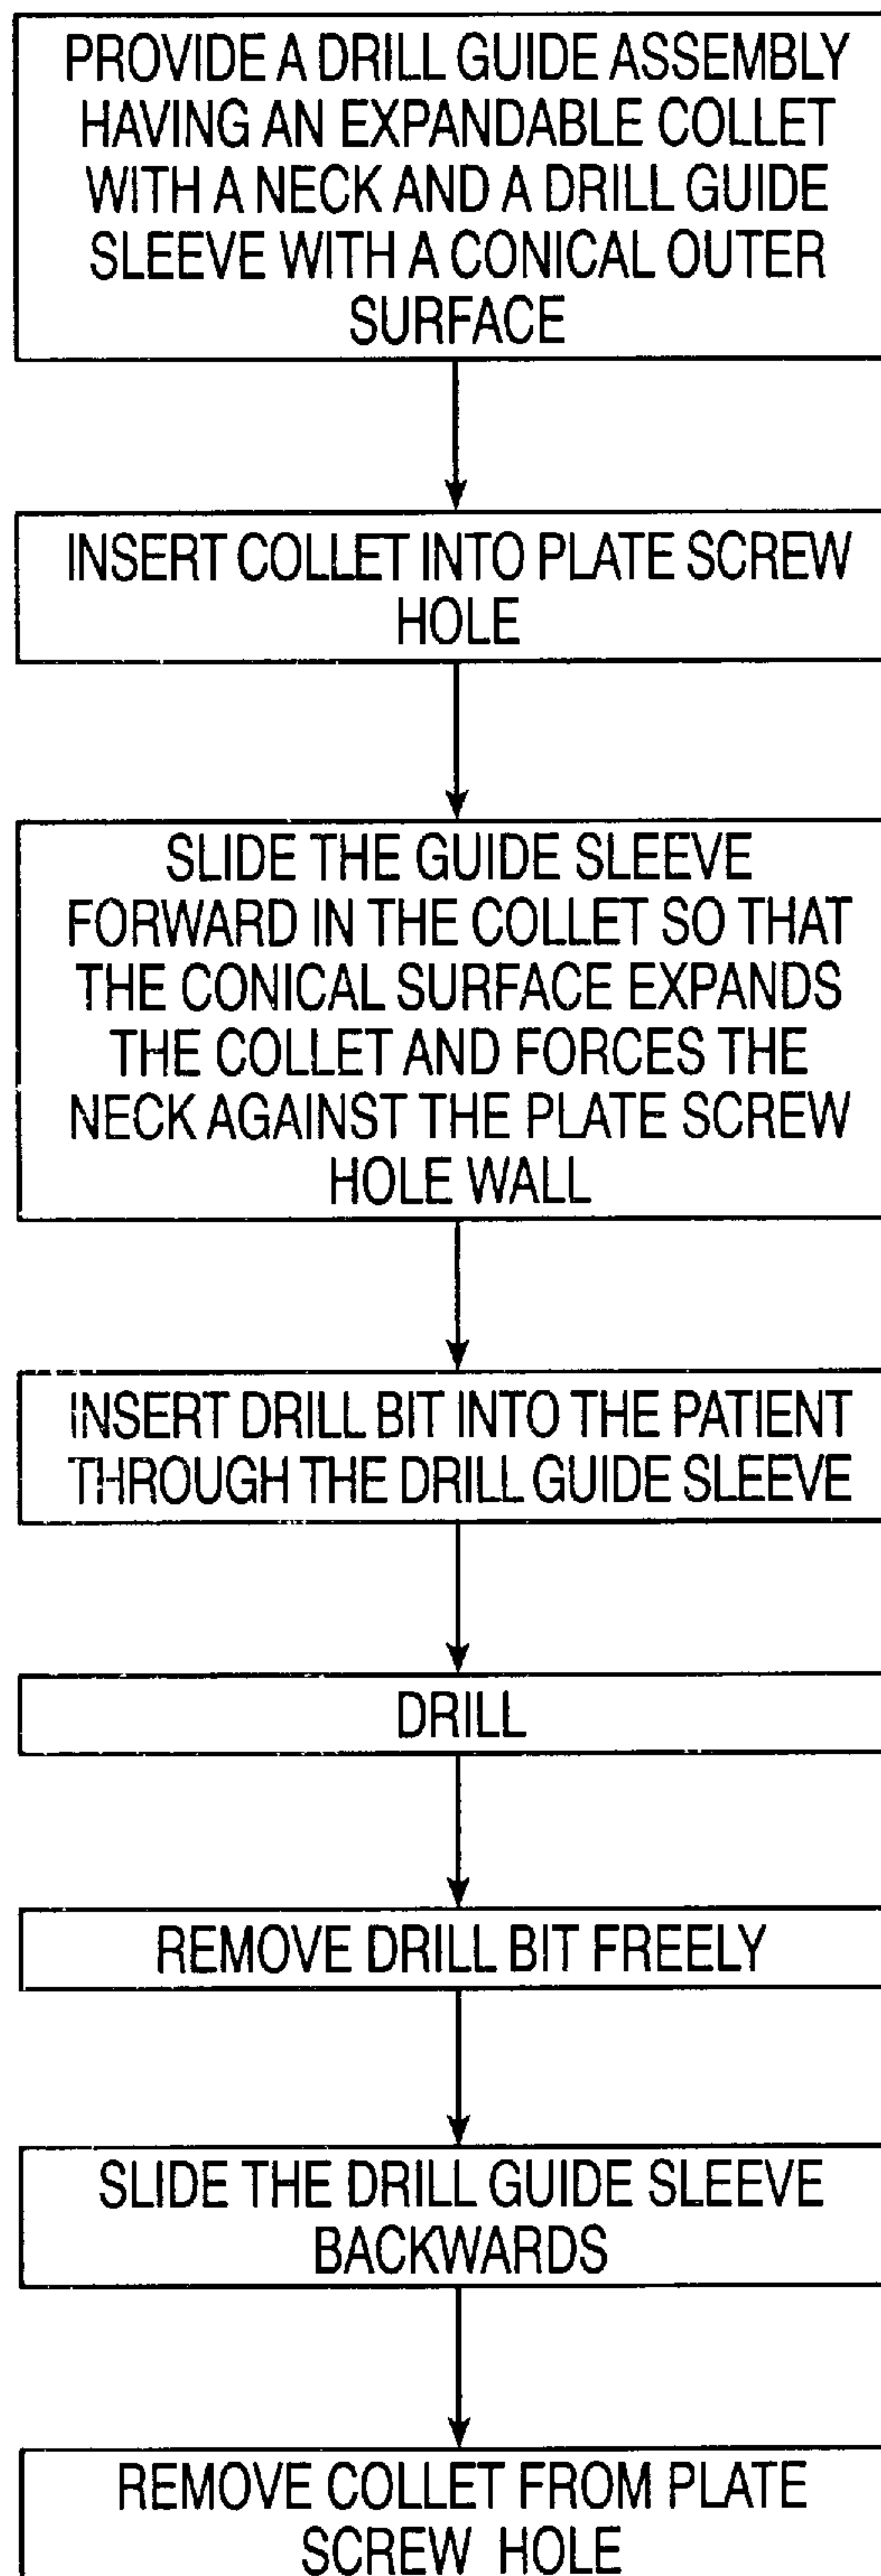 PROVIDE A DRILL GUIDE ASSEMBLY
HAVING AN EXPANDABLE COLLET
WITH A NECK AND A DRILL GUIDE
SLEEVE WITH A CONICAL OUTER
SURFACE
INSERT COLLET INTO PLATE SCREW
HOLE
SLIDE THE GUIDE SLEEVE
FORWARD IN THE COLLET SO THAT
THE CONICAL SURFACE EXPANDS
THE COLLET AND FORCES THE
NECK AGAINST THE PLATE SCREW
HOLE WALL
INSERT DRILL BIT INTO THE PATIENT
THROUGH THE DRILL GUIDE SLEEVE
DRILL
REMOVE DRILL BIT FREELY
SLIDE THE DRILL GUIDE SLEEVE
BACKWARDS
REMOVE COLLET FROM PLATE
SCREW HOLE